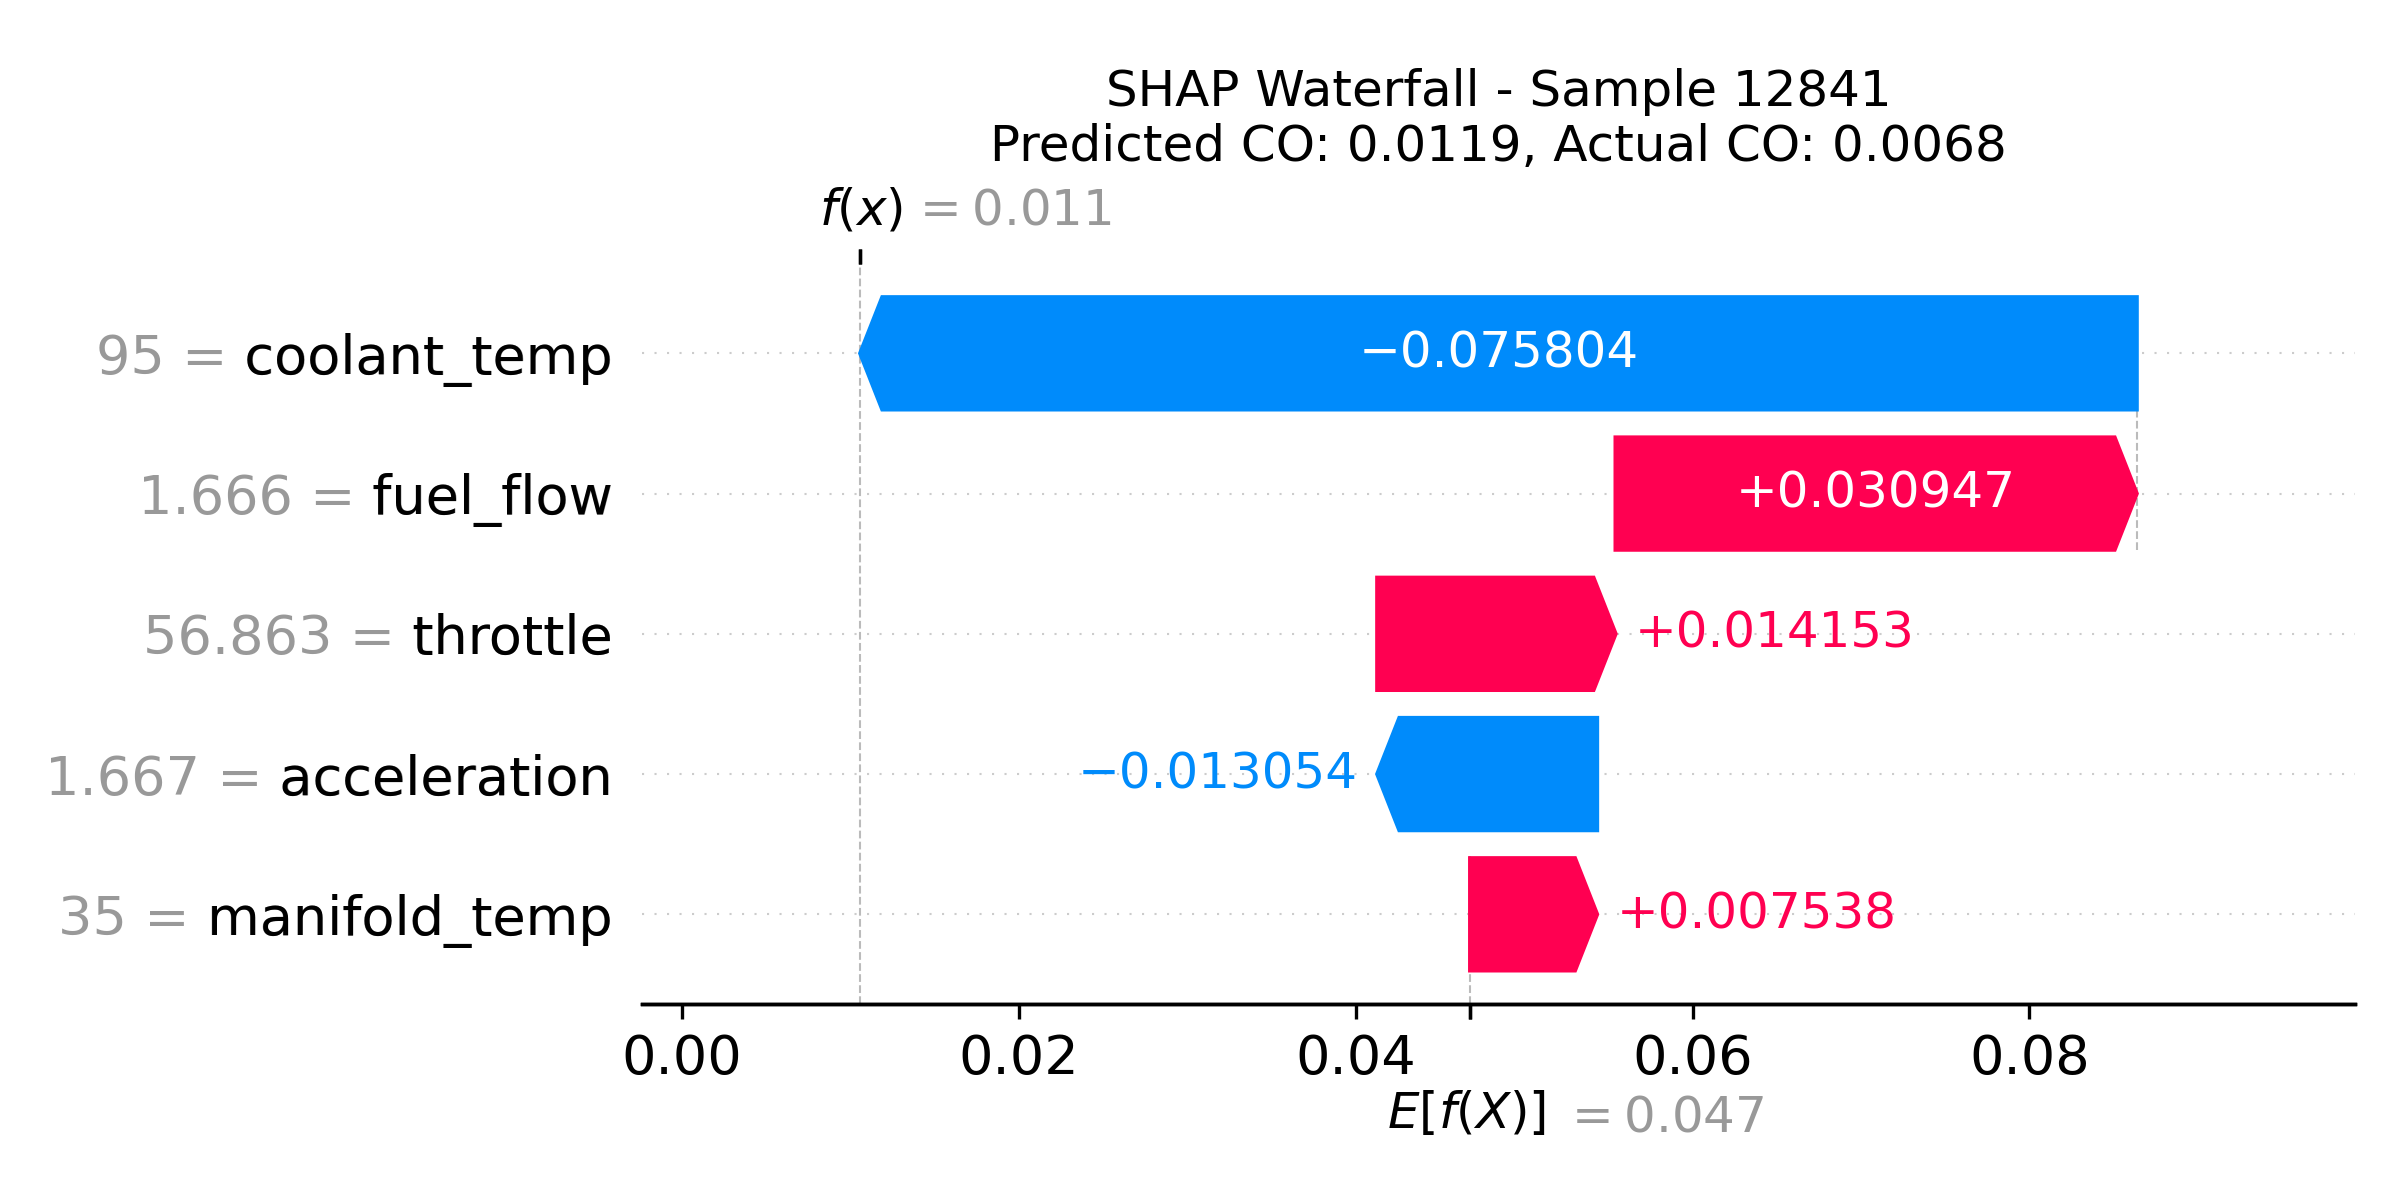 SHAP Waterfall - Sample 12841
Predicted CO: 0.0119, Actual CO: 0.0068
f(x) = 0.011
95 = coolant_temp
−0.075804
1.666 = fuel_flow
+0.030947
56.863 = throttle
+0.014153
1.667 = acceleration
−0.013054
35 = manifold_temp
+0.007538
0.00 0.02 0.04 0.06 0.08
E[f(X)] = 0.047